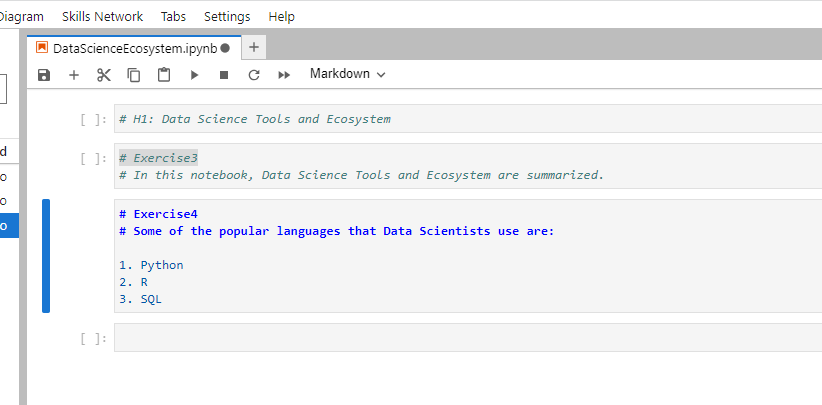 Diagram Skills Network Tabs Settings Help
DataScienceEcosystem.ipynb
Markdown
[ ]: # H1: Data Science Tools and Ecosystem
d
[ ]: # Exercise3
o
# In this notebook, Data Science Tools and Ecosystem are summarized.
o
# Exercise4
o
# Some of the popular languages that Data Scientists use are:
1. Python
2. R
3. SQL
[ ]: